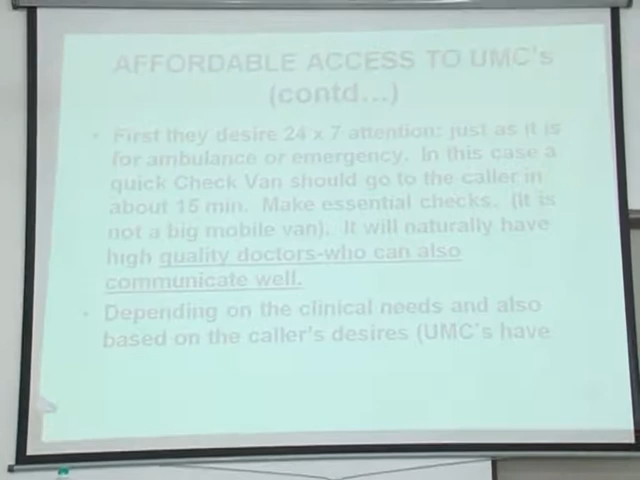 AFFORDABLE ACCESS TO UMC's
(contd...)
• First they desire 24 x 7 attention: just as it is
for ambulance or emergency. In this case a
quick Check Van should go to the caller in
about 15 min. Make essential checks. (It is
not a big mobile van). It will naturally have
high quality doctors-who can also
communicate well.
• Depending on the clinical needs and also
based on the caller's desires (UMC's have